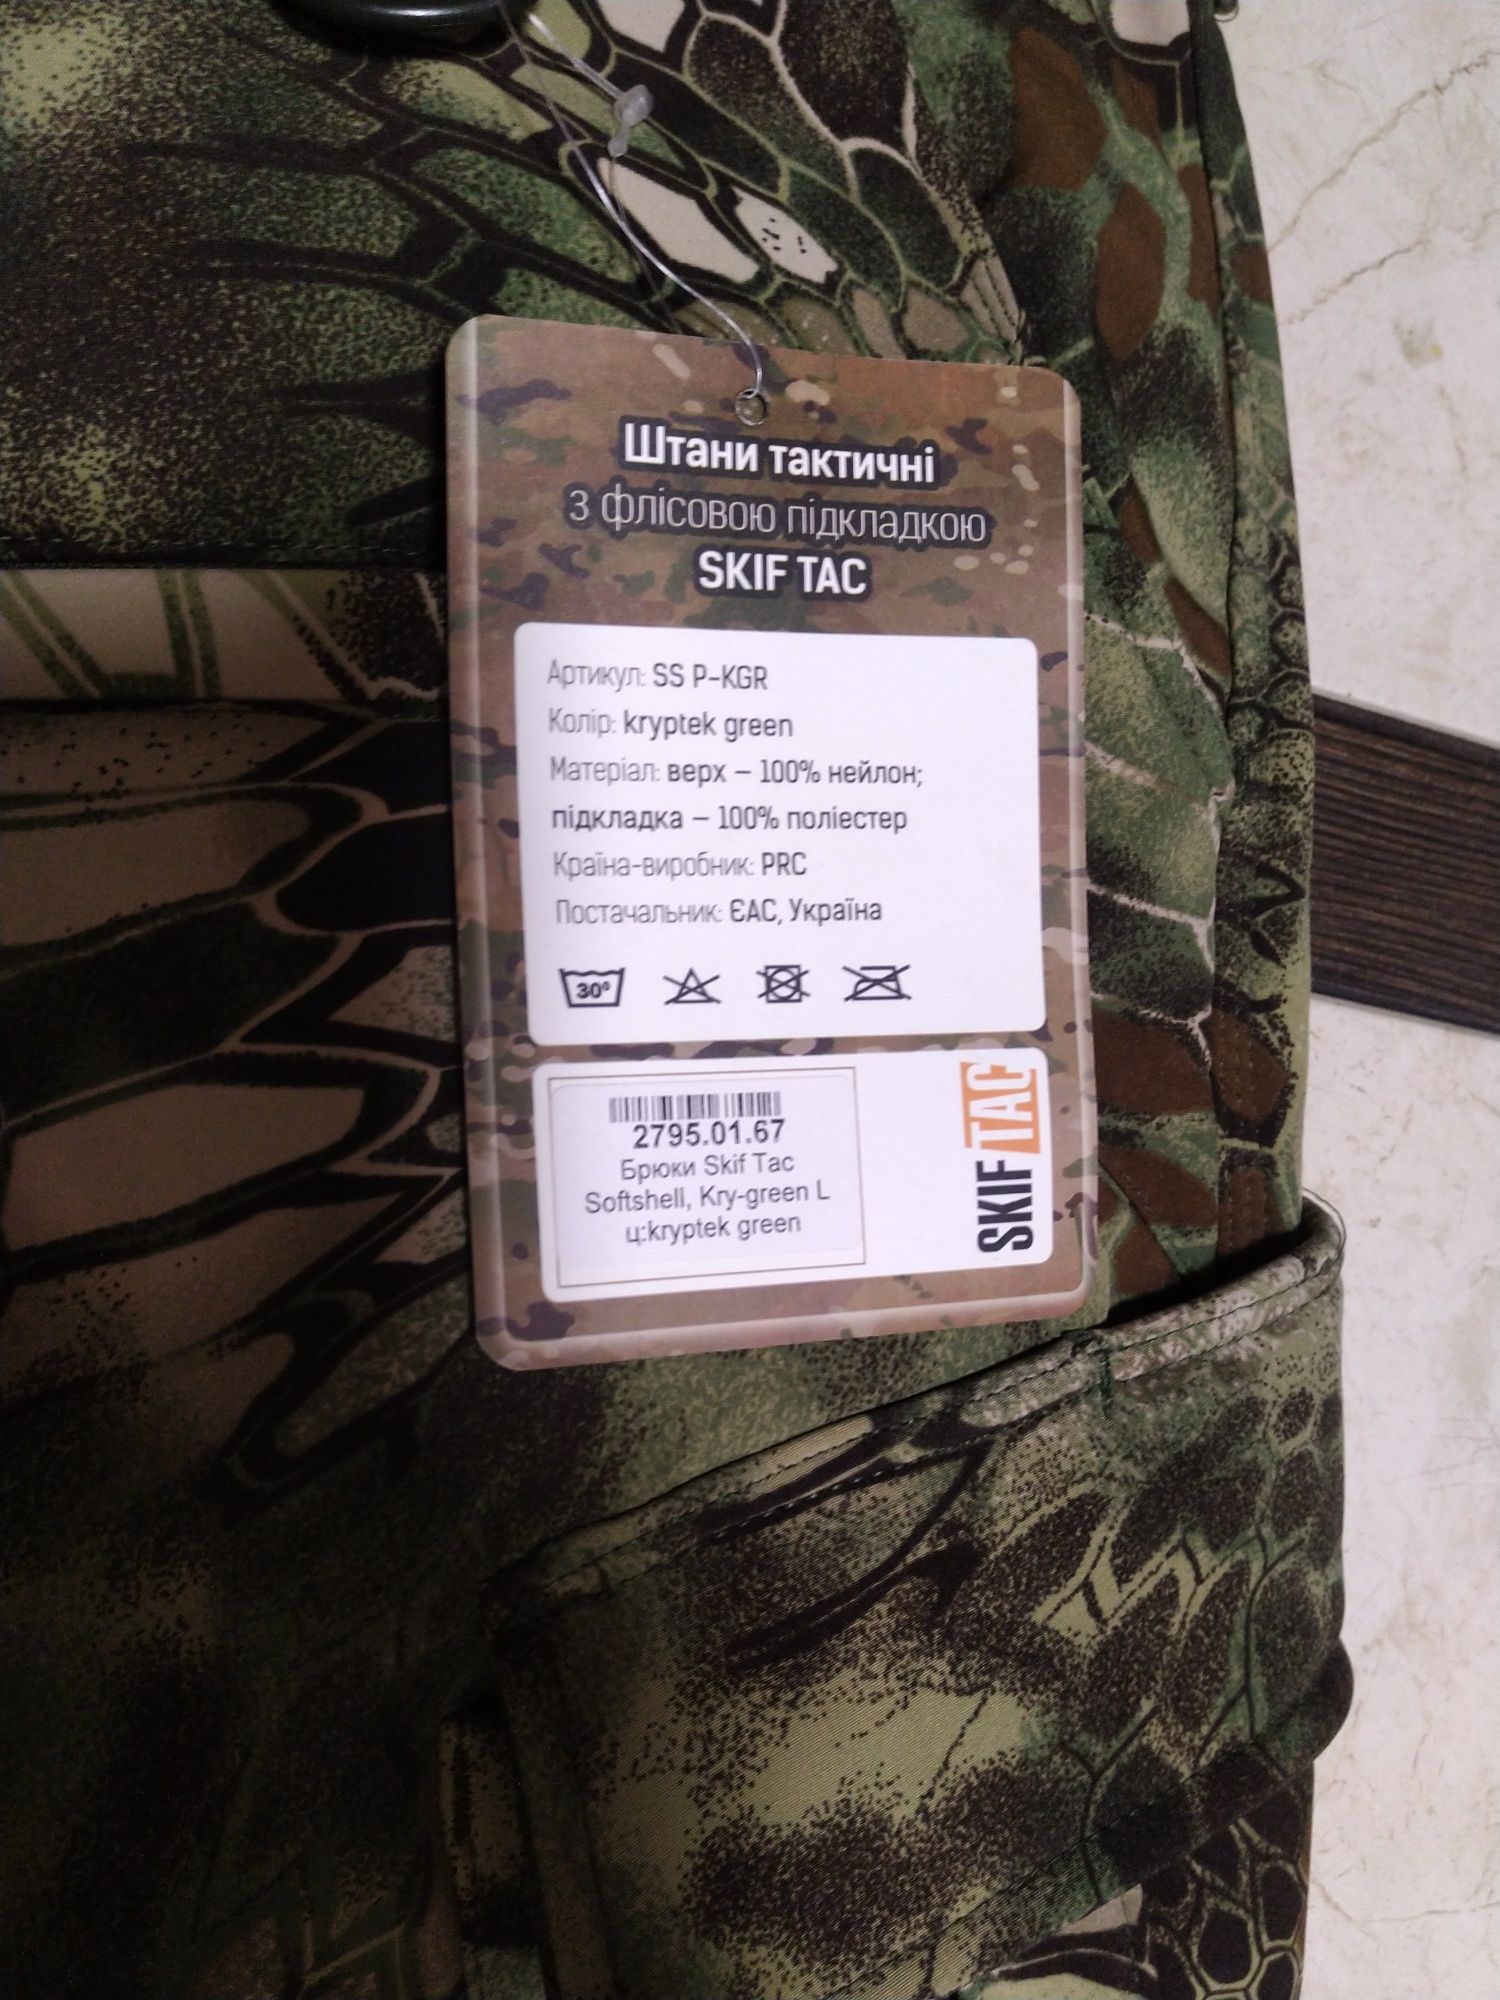 Штани тактичні
з флісовою підкладкою
SKIF TAC
Артикул: SS P-KGR
Колір: kryptek green
Матеріал: верх – 100% нейлон;
підкладка – 100% поліестер
Країна-виробник: PRC
Постачальник: ЄАС, Україна
30°
2795.01.67
Брюки Skif Tac
Softshell, Kry-green L
ц:kryptek green
SKIF TAC